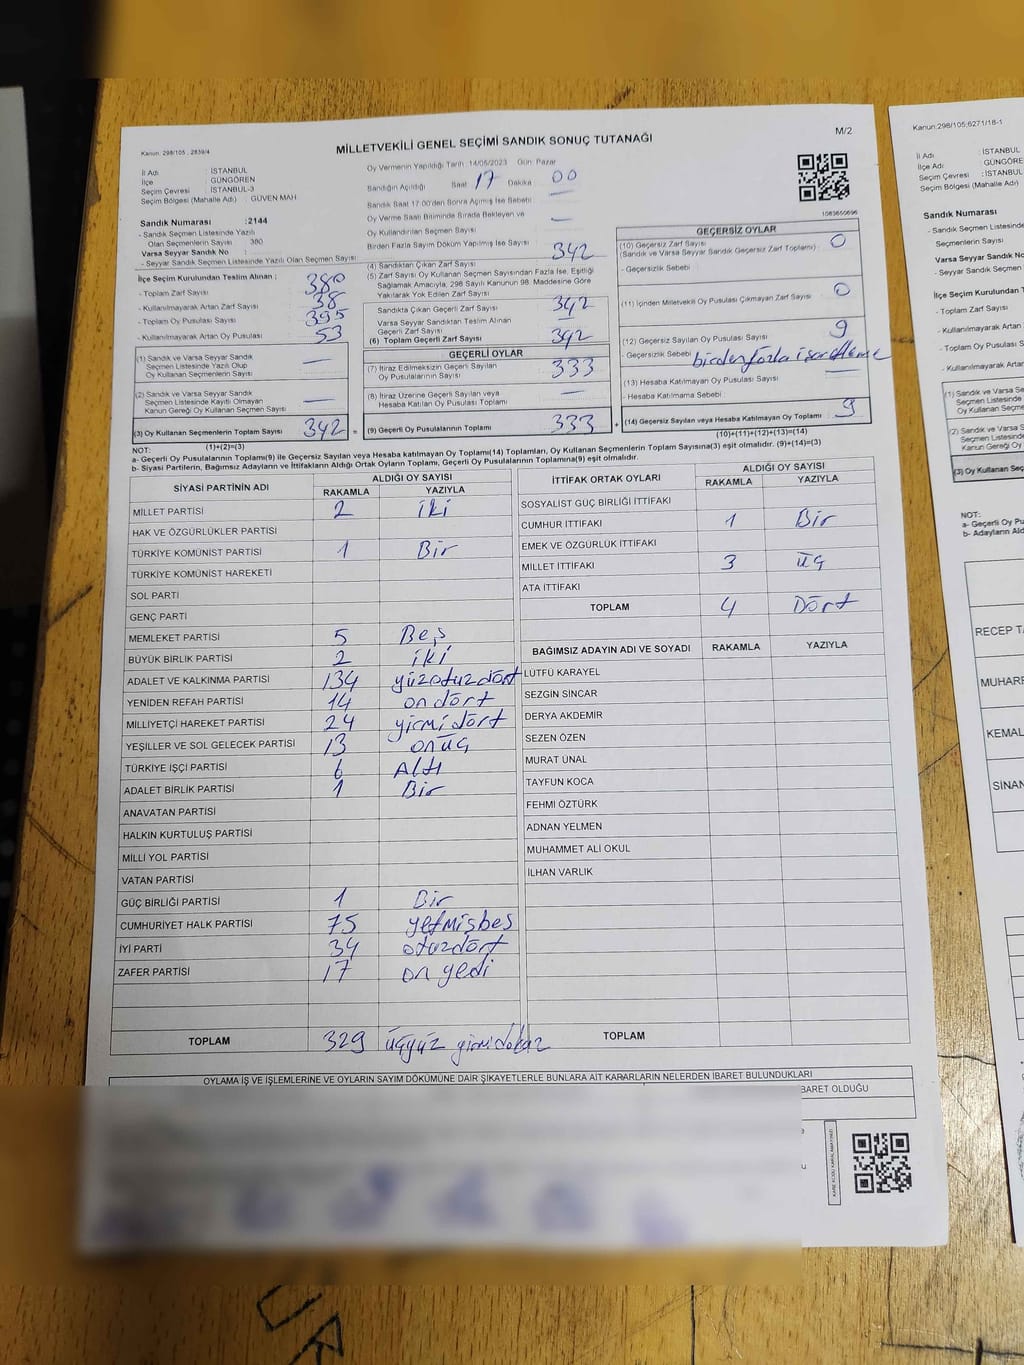 MİLLETVEKİLİ GENEL SEÇİMİ SANDIK SONUÇ TUTANAĞI
M/2
Kanun: 298/105 , 2839/4
İl Adı : İSTANBUL
İlçe : GÜNGÖREN
Seçim Çevresi : İSTANBUL-3
Seçim Bölgesi (Mahalle Adı) : GÜVEN MAH
Oy Vermenin Yapıldığı Tarih :14/05/2023 Gün: Pazar
Sandığın Açıldığı Saat 17 Dakika 00
Sandık Saat 17:00'den Sonra Açılmış İse Sebebi
Oy Verme Saati Bitiminde Sırada Bekleyen ve
Oy Kullandırılan Seçmen Sayısı —
Birden Fazla Sayım Döküm Yapılmış İse Sayısı —
Sandık Numarası : 2144
- Sandık Seçmen Listesinde Yazılı
Olan Seçmenlerin Sayısı : 380
Varsa Seyyar Sandık No :
- Seyyar Sandık Seçmen Listesinde Yazılı Olan Seçmen Sayısı
İlçe Seçim Kurulundan Teslim Alınan ;
- Toplam Zarf Sayısı 380
- Kullanılmayarak Artan Zarf Sayısı 38
- Toplam Oy Pusulası Sayısı 395
- Kullanılmayarak Artan Oy Pusulası 53
(1) Sandık ve Varsa Seyyar Sandık
Seçmen Listesinde Yazılı Olup
Oy Kullanan Seçmenlerin Sayısı —
(2) Sandık ve Varsa Seyyar Sandık
Seçmen Listesinde Kayıtlı Olmayan
Kanun Gereği Oy Kullanan Seçmen Sayısı —
(3) Oy Kullanan Seçmenlerin Toplam Sayısı 342 =
(1)+(2)=(3)
(4) Sandıktan Çıkan Zarf Sayısı 342
(5) Zarf Sayısı Oy Kullanan Seçmen Sayısından Fazla İse, Eşitliği
Sağlamak Amacıyla, 298 Sayılı Kanunun 98. Maddesine Göre
Yakılarak Yok Edilen Zarf Sayısı —
Sandıkta Çıkan Geçerli Zarf Sayısı 342
Varsa Seyyar Sandıktan Teslim Alınan
Geçerli Zarf Sayısı —
(6) Toplam Geçerli Zarf Sayısı 342
GEÇERLİ OYLAR
(7) İtiraz Edilmeksizin Geçerli Sayılan
Oy Pusulalarının Sayısı 333
(8) İtiraz Üzerine Geçerli Sayılan veya
Hesaba Katılan Oy Pusulası Toplamı —
(9) Geçerli Oy Pusulalarının Toplamı 333 +
1083650696
GEÇERSİZ OYLAR
(10) Geçersiz Zarf Sayısı 0
(Sandık ve Varsa Seyyar Sandık Geçersiz Zarf Toplamı)
- Geçersizlik Sebebi :
(11) İçinden Milletvekili Oy Pusulası Çıkmayan Zarf Sayısı 0
(12) Geçersiz Sayılan Oy Pusulası Sayısı 9
- Geçersizlik Sebebi birden fazla işaretleme
(13) Hesaba Katılmayan Oy Pusulası Sayısı —
- Hesaba Katılmama Sebebi
(14) Geçersiz Sayılan veya Hesaba Katılmayan Oy Toplamı 9
(10)+(11)+(12)+(13)=(14)
NOT:
a- Geçerli Oy Pusulalarının Toplamı(9) ile Geçersiz Sayılan veya Hesaba katılmayan Oy Toplamı(14) Toplamları, Oy Kullanan Seçmenlerin Toplam Sayısına(3) eşit olmalıdır. (9)+(14)=(3)
b- Siyasi Partilerin, Bağımsız Adayların ve İttifakların Aldığı Ortak Oyların Toplamı, Geçerli Oy Pusulalarının Toplamına(9) eşit olmalıdır.
SİYASİ PARTİNİN ADI ALDIĞI OY SAYISI
RAKAMLA YAZIYLA
MİLLET PARTİSİ 2 iki
HAK VE ÖZGÜRLÜKLER PARTİSİ
TÜRKİYE KOMÜNİST PARTİSİ 1 Bir
TÜRKİYE KOMÜNİST HAREKETİ
SOL PARTİ
GENÇ PARTİ
MEMLEKET PARTİSİ 5 Beş
BÜYÜK BİRLİK PARTİSİ 2 iki
ADALET VE KALKINMA PARTİSİ 134 yüzotuzdört
YENİDEN REFAH PARTİSİ 14 ondört
MİLLİYETÇİ HAREKET PARTİSİ 24 yirmidört
YEŞİLLER VE SOL GELECEK PARTİSİ 13 onüç
TÜRKİYE İŞÇİ PARTİSİ 6 Altı
ADALET BİRLİK PARTİSİ 1 Bir
ANAVATAN PARTİSİ
HALKIN KURTULUŞ PARTİSİ
MİLLİ YOL PARTİSİ
VATAN PARTİSİ
GÜÇ BİRLİĞİ PARTİSİ 1 Bir
CUMHURİYET HALK PARTİSİ 75 yetmişbeş
İYİ PARTİ 34 otuzdört
ZAFER PARTİSİ 17 on yedi
TOPLAM 329 üçyüz yirmidokuz
İTTİFAK ORTAK OYLARI ALDIĞI OY SAYISI
RAKAMLA YAZIYLA
SOSYALİST GÜÇ BİRLİĞİ İTTİFAKI
CUMHUR İTTİFAKI 1 Bir
EMEK VE ÖZGÜRLÜK İTTİFAKI
MİLLET İTTİFAKI 3 üç
ATA İTTİFAKI
TOPLAM 4 Dört
BAĞIMSIZ ADAYIN ADI VE SOYADI RAKAMLA YAZIYLA
LÜTFÜ KARAYEL
SEZGİN SİNCAR
DERYA AKDEMİR
SEZEN ÖZEN
MURAT ÜNAL
TAYFUN KOCA
FEHMİ ÖZTÜRK
ADNAN YELMEN
MUHAMMET ALİ OKUL
İLHAN VARLIK
TOPLAM
OYLAMA İŞ VE İŞLEMLERİNE VE OYLARIN SAYIM DÖKÜMÜNE DAİR ŞİKAYETLERLE BUNLARA AİT KARARLARIN NELERDEN İBARET BULUNDUKLARI
BARET OLDUĞU
Kanun:298/105;6271/18-1
İl Adı : İSTANBUL
İlçe Adı : GÜNGÖRE
Seçim Çevresi : İSTANBUL
Seçim Bölgesi (Mahalle Adı)
Sandık Numarası
- Sandık Seçmen Listesinde
Seçmenlerin Sayısı
Varsa Seyyar Sandık No
- Seyyar Sandık Seçmen
İlçe Seçim Kurulundan Te
- Toplam Zarf Sayısı
- Kullanılmayarak Artan
- Toplam Oy Pusulası S
- Kullanılmayarak
(1) Sandık ve Varsa Se
Seçmen Listesinde
Oy Kullanan Seçm
(2) Sandık ve Varsa
Seçmen Listesin
Kanun Gereği O
(3) Oy Kullanan Seç
NOT:
a- Geçerli Oy Pu
b- Adayların Ald
RECEP TA
MUHARR
KEMAL
SİNAN